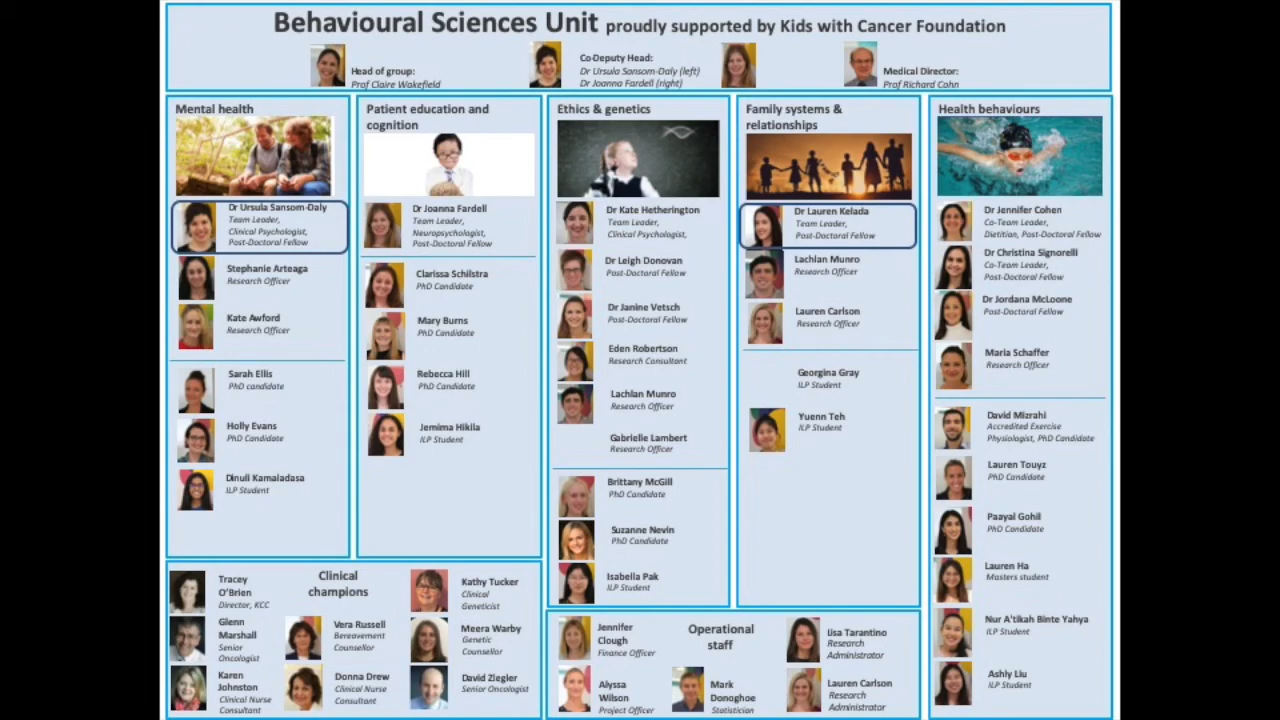 Behavioural Sciences Unit proudly supported by Kids with Cancer Foundation
Head of group:
Prof Claire Wakefield
Co-Deputy Head:
Dr Ursula Sansom-Daly (left)
Dr Joanna Fardell (right)
Medical Director:
Prof Richard Cohn
Mental health
Dr Ursula Sansom-Daly
Team Leader,
Clinical Psychologist,
Post-Doctoral Fellow
Stephanie Arteaga
Research Officer
Kate Awford
Research Officer
Sarah Ellis
PhD candidate
Holly Evans
PhD Candidate
Dinuli Kamaladasa
ILP Student
Patient education and
cognition
Dr Joanna Fardell
Team Leader,
Neuropsychologist,
Post-Doctoral Fellow
Clarissa Schilstra
PhD Candidate
Mary Burns
PhD Candidate
Rebecca Hill
PhD Candidate
Jemima Hikila
ILP Student
Ethics & genetics
Dr Kate Hetherington
Team Leader,
Clinical Psychologist,
Dr Leigh Donovan
Post-Doctoral Fellow
Dr Janine Vetsch
Post-Doctoral Fellow
Eden Robertson
Research Consultant
Lachlan Munro
Research Officer
Gabrielle Lambert
Research Officer
Brittany McGill
PhD Candidate
Suzanne Nevin
PhD Candidate
Isabella Pak
ILP Student
Family systems &
relationships
Dr Lauren Kelada
Team Leader,
Post-Doctoral Fellow
Lachlan Munro
Research Officer
Lauren Carlson
Research Officer
Georgina Gray
ILP Student
Yuenn Teh
ILP Student
Health behaviours
Dr Jennifer Cohen
Co-Team Leader,
Dietitian, Post-Doctoral Fellow
Dr Christina Signorelli
Co-Team Leader,
Post-Doctoral Fellow
Dr Jordana McLoone
Post-Doctoral Fellow
Maria Schaffer
Research Officer
David Mizrahi
Accredited Exercise
Physiologist, PhD Candidate
Lauren Touyz
PhD Candidate
Paayal Gohil
PhD Candidate
Lauren Ha
Masters student
Nur A'tikah Binte Yahya
ILP Student
Ashly Liu
ILP Student
Clinical
champions
Tracey
O'Brien
Director, KCC
Glenn
Marshall
Senior
Oncologist
Karen
Johnston
Clinical Nurse
Consultant
Vera Russell
Bereavement
Counsellor
Donna Drew
Clinical Nurse
Consultant
Kathy Tucker
Clinical
Geneticist
Meera Warby
Genetic
Counsellor
David Ziegler
Senior Oncologist
Operational
staff
Jennifer
Clough
Finance Officer
Alyssa
Wilson
Project Officer
Mark
Donoghoe
Statistician
Lisa Tarantino
Research
Administrator
Lauren Carlson
Research
Administrator